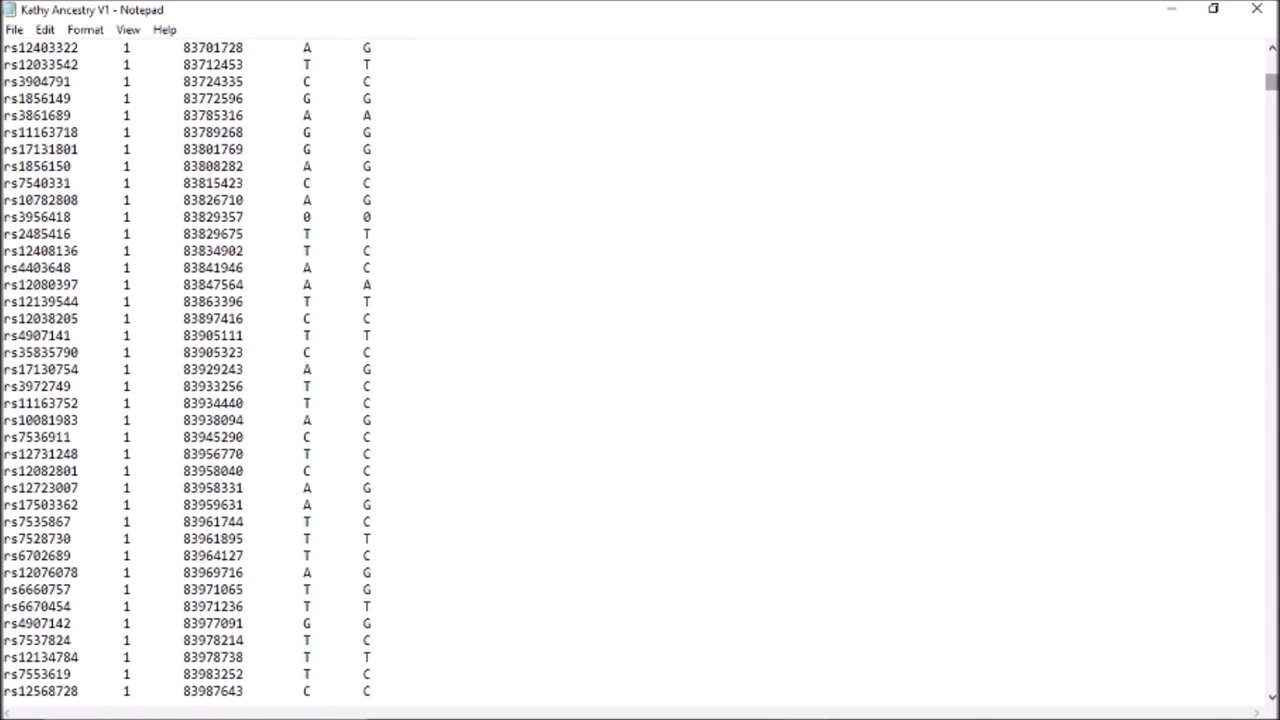 Kathy Ancestry V1 - Notepad
File Edit Format View Help
rs12403322 1 83701728 A G
rs12033542 1 83712453 T T
rs3904791 1 83724335 C C
rs1856149 1 83772596 G G
rs3861689 1 83785316 A A
rs11163718 1 83789268 G G
rs17131801 1 83801769 G G
rs1856150 1 83808282 A G
rs7540331 1 83815423 C C
rs10782808 1 83826710 A G
rs3956418 1 83829357 0 0
rs2485416 1 83829675 T T
rs12408136 1 83834902 T C
rs4403648 1 83841946 A C
rs12080397 1 83847564 A A
rs12139544 1 83863396 T T
rs12038205 1 83897416 C C
rs4907141 1 83905111 T T
rs35835790 1 83905323 C C
rs17130754 1 83929243 A G
rs3972749 1 83933256 T C
rs11163752 1 83934440 T C
rs10081983 1 83938094 A G
rs7536911 1 83945290 C C
rs12731248 1 83956770 T C
rs12082801 1 83958040 C C
rs12723007 1 83958331 A G
rs17503362 1 83959631 A G
rs7535867 1 83961744 T C
rs7528730 1 83961895 T T
rs6702689 1 83964127 T C
rs12076078 1 83969716 A G
rs6660757 1 83971065 T G
rs6670454 1 83971236 T T
rs4907142 1 83977091 G G
rs7537824 1 83978214 T C
rs12134784 1 83978738 T T
rs7553619 1 83983252 T C
rs12568728 1 83987643 C C